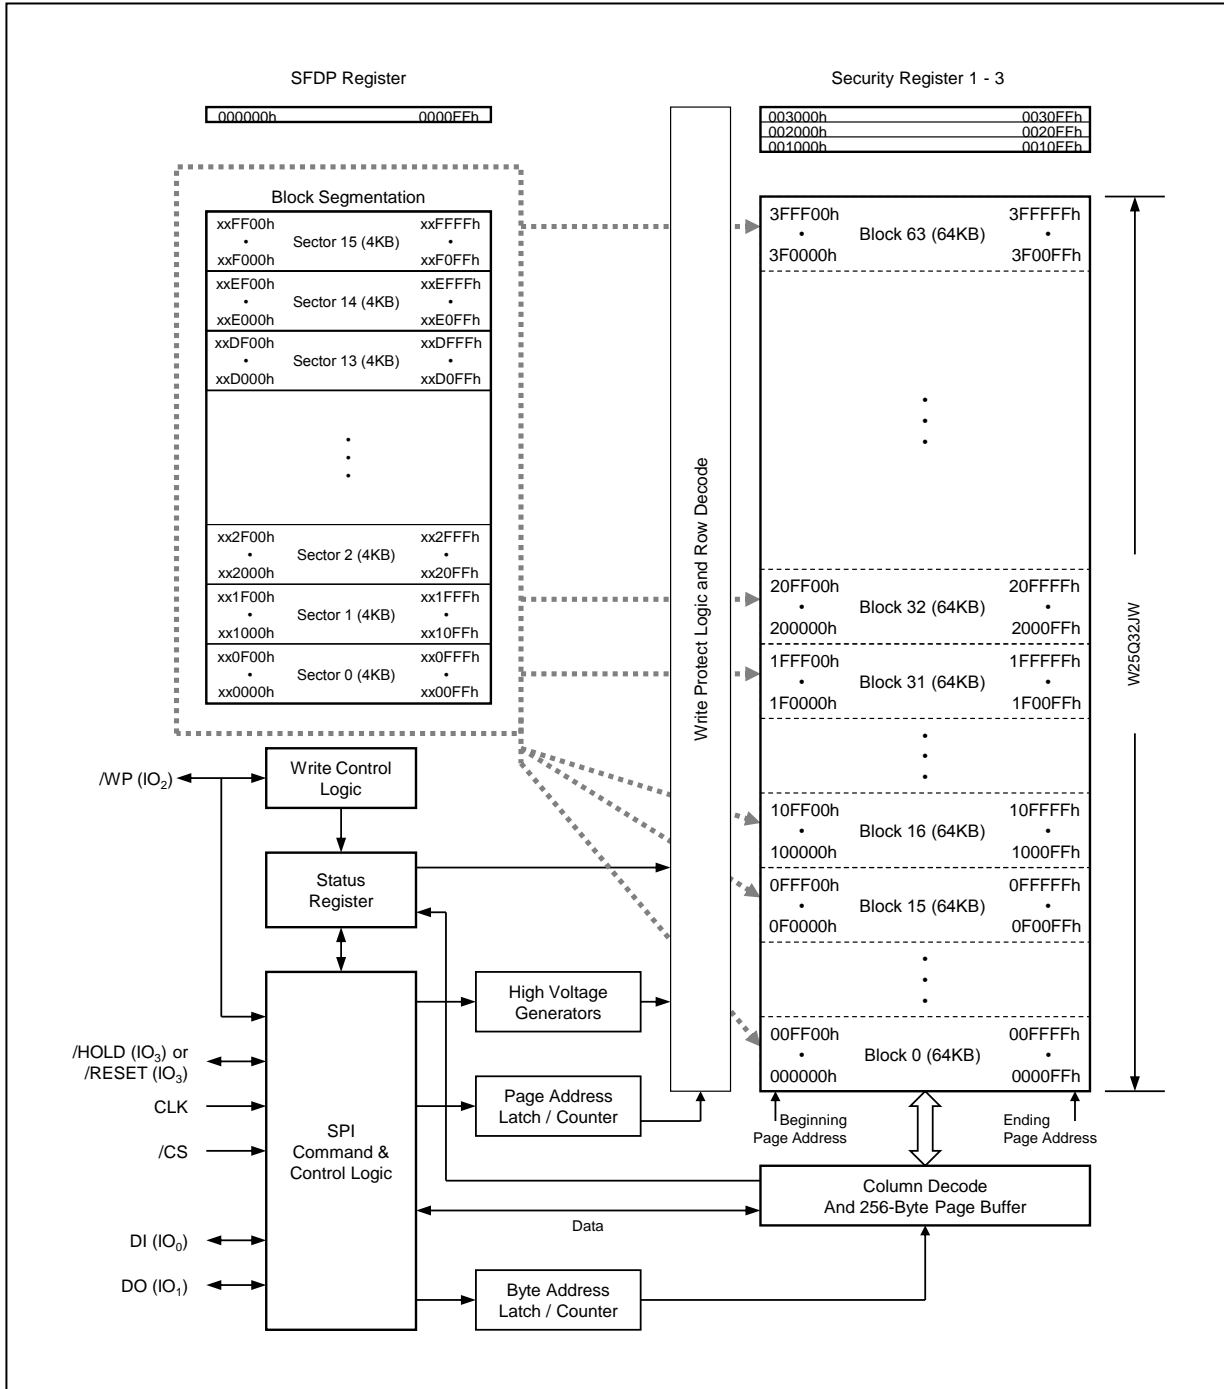 SFDP Register
000000h 0000FFh
Security Register 1 - 3
003000h 0030FFh
002000h 0020FFh
001000h 0010FFh
Block Segmentation
xxFF00h xxFFFFh
• Sector 15 (4KB) •
xxF000h xxF0FFh
xxEF00h xxEFFFh
• Sector 14 (4KB) •
xxE000h xxE0FFh
xxDF00h xxDFFFh
• Sector 13 (4KB) •
xxD000h xxD0FFh
xx2F00h xx2FFFh
• Sector 2 (4KB) •
xx2000h xx20FFh
xx1F00h xx1FFFh
• Sector 1 (4KB) •
xx1000h xx10FFh
xx0F00h xx0FFFh
• Sector 0 (4KB) •
xx0000h xx00FFh
Write Protect Logic and Row Decode
3FFF00h 3FFFFFh
• Block 63 (64KB) •
3F0000h 3F00FFh
20FF00h 20FFFFh
• Block 32 (64KB) •
200000h 2000FFh
1FFF00h 1FFFFFh
• Block 31 (64KB) •
1F0000h 1F00FFh
10FF00h 10FFFFh
• Block 16 (64KB) •
100000h 1000FFh
0FFF00h 0FFFFFh
• Block 15 (64KB) •
0F0000h 0F00FFh
00FF00h 00FFFFh
• Block 0 (64KB) •
000000h 0000FFh
W25Q32JW
Beginning
Page Address
Ending
Page Address
/WP (IO2)
Write Control
Logic
Status
Register
High Voltage
Generators
/HOLD (IO3) or
/RESET (IO3)
CLK
/CS
DI (IO0)
DO (IO1)
SPI
Command &
Control Logic
Page Address
Latch / Counter
Column Decode
And 256-Byte Page Buffer
Data
Byte Address
Latch / Counter